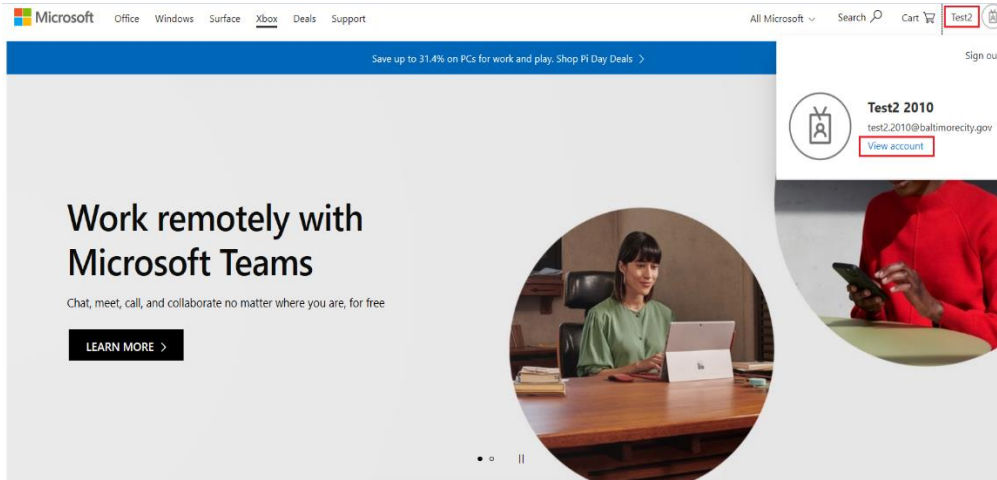 Microsoft Office Windows Surface Xbox Deals Support All Microsoft Search Cart Test2
Save up to 31.4% on PCs for work and play. Shop Pi Day Deals >
Sign ou
Test2 2010
test2.2010@baltimorecity.gov
View account
Work remotely with
Microsoft Teams
Chat, meet, call, and collaborate no matter where you are, for free
LEARN MORE >